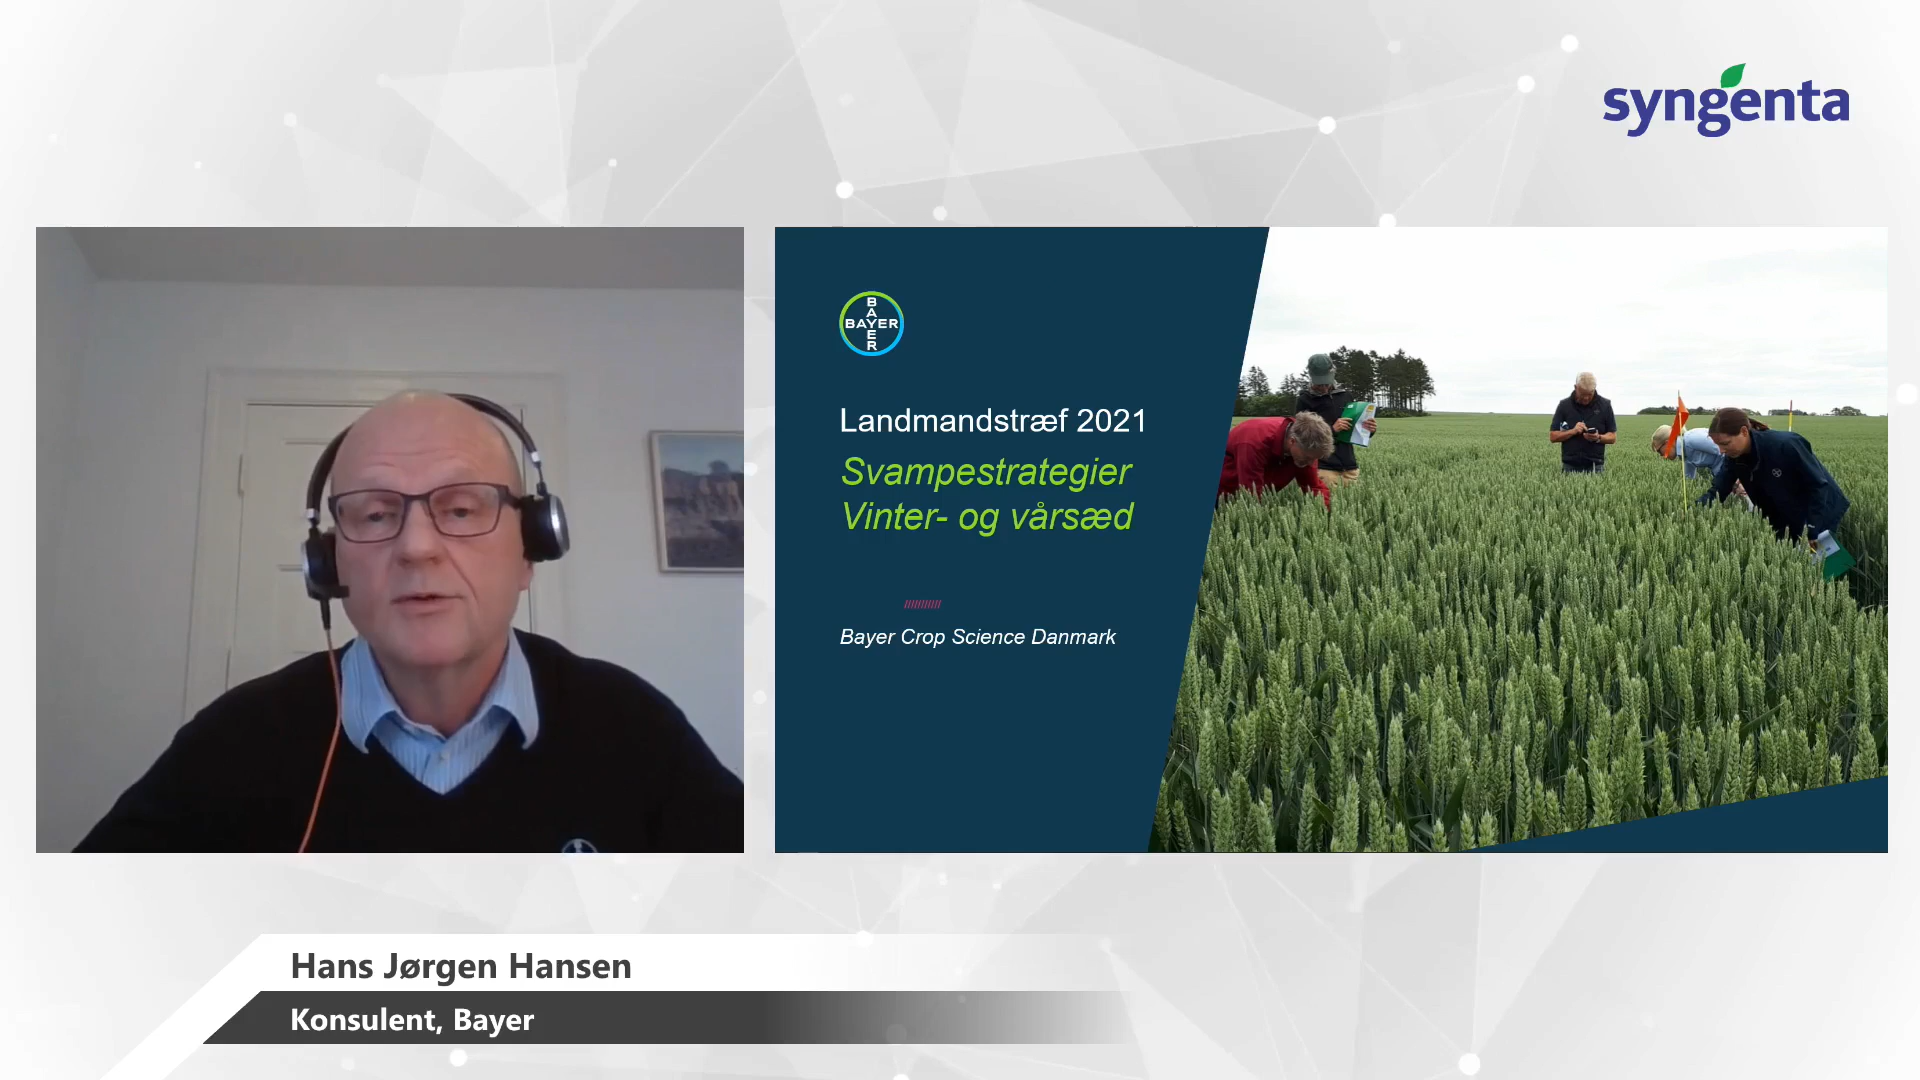 syngenta
BAYER
BAYER
Landmandstræf 2021
Svampestrategier
Vinter- og vårsæd
Bayer Crop Science Danmark
Hans Jørgen Hansen
Konsulent, Bayer